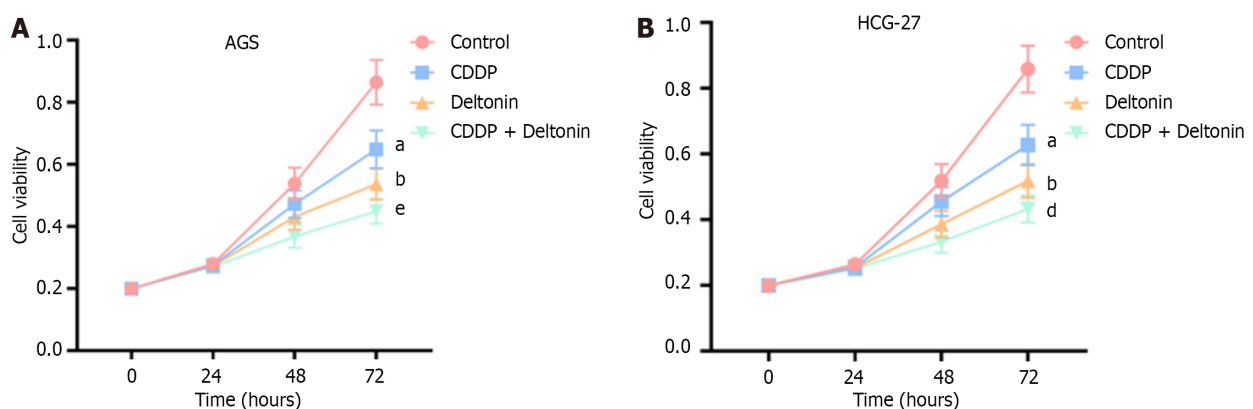 A
AGS
1.0
0.8
0.6
0.4
0.2
0.0
Cell viability
0
24
48
72
Time (hours)
Control
CDDP
Deltonin
CDDP + Deltonin
a
b
e
B
HCG-27
1.0
0.8
0.6
0.4
0.2
0.0
Cell viability
0
24
48
72
Time (hours)
Control
CDDP
Deltonin
CDDP + Deltonin
a
b
d